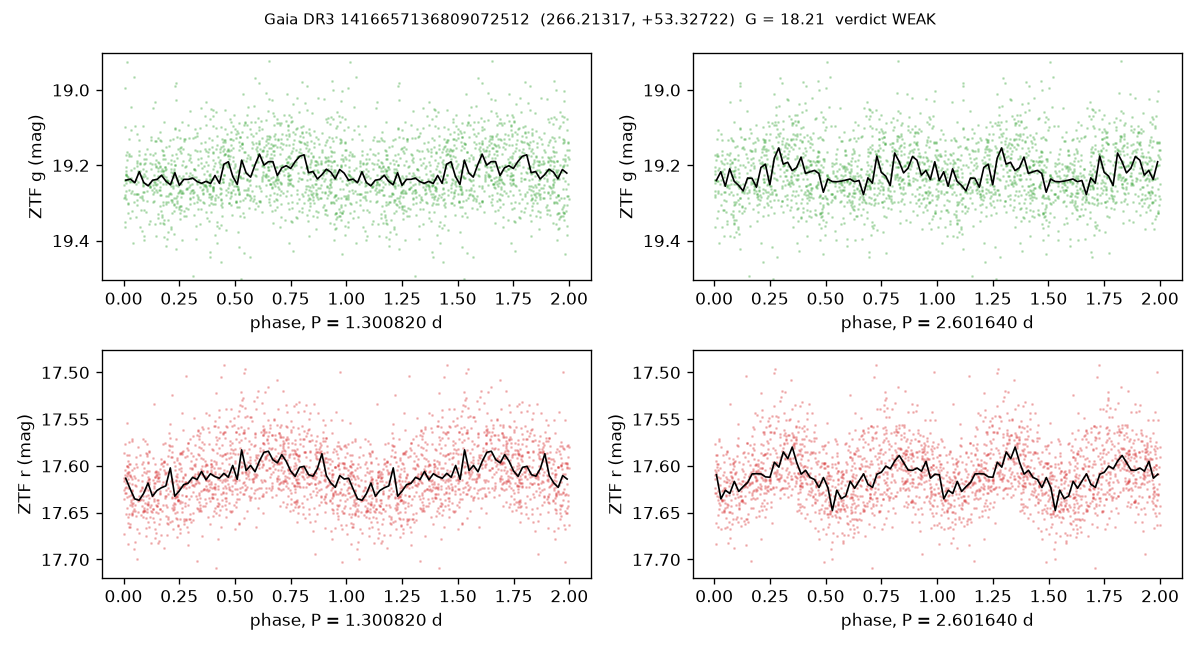 Gaia DR3 1416657136809072512  (266.21317, +53.32722)  G = 18.21  verdict WEAK
ZTF g (mag)
19.0
19.2
19.4
0.00 0.25 0.50 0.75 1.00 1.25 1.50 1.75 2.00
phase, P = 1.300820 d
ZTF g (mag)
19.0
19.2
19.4
0.00 0.25 0.50 0.75 1.00 1.25 1.50 1.75 2.00
phase, P = 2.601640 d
ZTF r (mag)
17.50
17.55
17.60
17.65
17.70
0.00 0.25 0.50 0.75 1.00 1.25 1.50 1.75 2.00
phase, P = 1.300820 d
ZTF r (mag)
17.50
17.55
17.60
17.65
17.70
0.00 0.25 0.50 0.75 1.00 1.25 1.50 1.75 2.00
phase, P = 2.601640 d